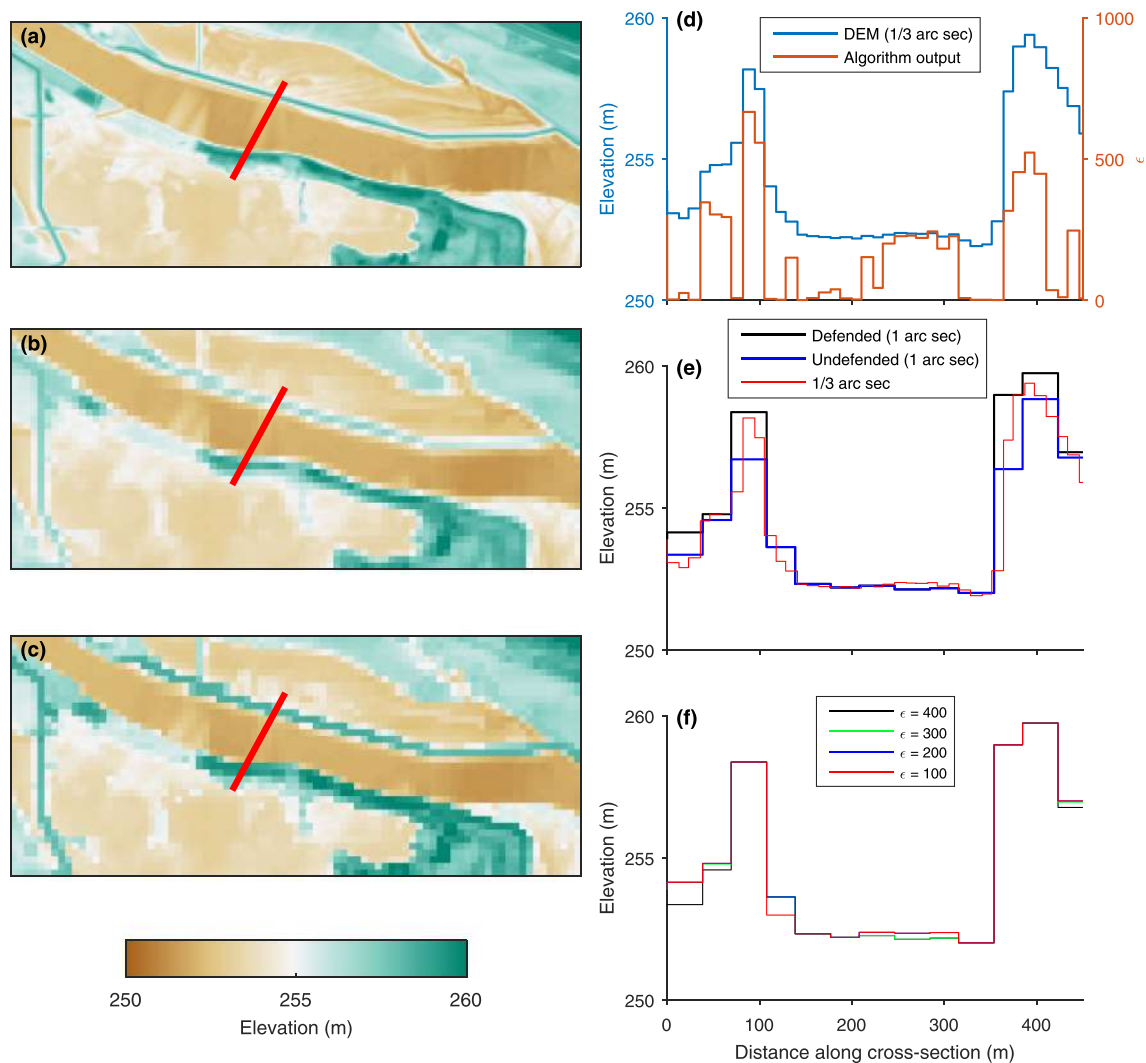 (a)
(b)
(c)
250
255
260
Elevation (m)
(d)
DEM (1/3 arc sec)
Algorithm output
260
255
250
Elevation (m)
1000
500
0
ϵ
(e)
Defended (1 arc sec)
Undefended (1 arc sec)
1/3 arc sec
260
255
250
Elevation (m)
(f)
ϵ = 400
ϵ = 300
ϵ = 200
ϵ = 100
260
255
250
Elevation (m)
0
100
200
300
400
Distance along cross-section (m)